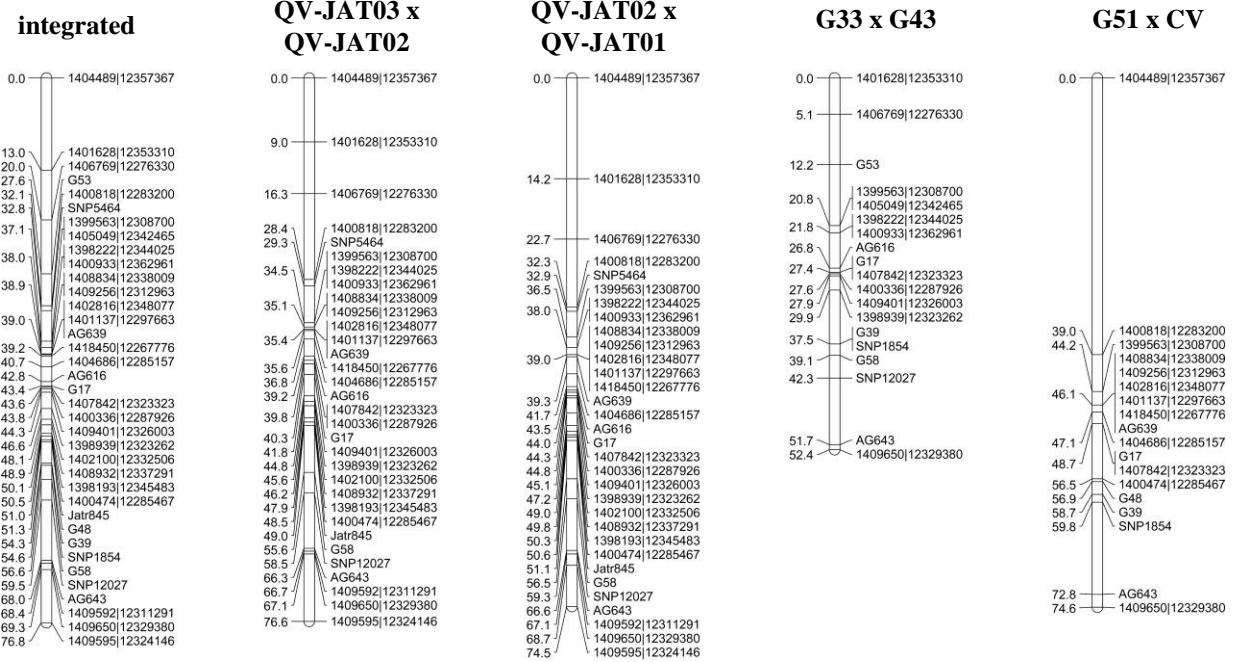 integrated
0.0 1404489|12357367
13.0 1401628|12353310
20.0 1406769|12276330
27.6 G53
32.1 1400818|12283200
32.8 SNP5464
37.1 1399563|12308700
1405049|12342465
38.0 1398222|12344025
1400933|12362961
38.9 1408834|12338009
1409256|12312963
1402816|12348077
39.0 1401137|12297663
AG639
39.2 1418450|12267776
40.7 1404686|12285157
42.8 AG616
43.4 G17
43.6 1407842|12323323
43.8 1400336|12287926
44.3 1409401|12326003
46.6 1398939|12323262
48.1 1402100|12332506
48.9 1408932|12337291
50.1 1398193|12345483
50.5 1400474|12285467
51.0 Jatr845
51.3 G48
54.3 G39
54.6 SNP1854
56.6 G58
59.5 SNP12027
68.0 AG643
68.4 1409592|12311291
69.3 1409650|12329380
76.8 1409595|12324146
QV-JAT03 x
QV-JAT02
0.0 1404489|12357367
9.0 1401628|12353310
16.3 1406769|12276330
28.4 1400818|12283200
29.3 SNP5464
1399563|12308700
34.5 1398222|12344025
1400933|12362961
1408834|12338009
35.1 1409256|12312963
1402816|12348077
35.4 1401137|12297663
AG639
35.6 1418450|12267776
36.8 1404686|12285157
39.2 AG616
1407842|12323323
39.8 1400336|12287926
40.3 G17
41.8 1409401|12326003
44.8 1398939|12323262
45.6 1402100|12332506
46.2 1408932|12337291
47.9 1398193|12345483
48.5 1400474|12285467
49.0 Jatr845
55.6 G58
58.5 SNP12027
66.3 AG643
66.7 1409592|12311291
67.1 1409650|12329380
76.6 1409595|12324146
QV-JAT02 x
QV-JAT01
0.0 1404489|12357367
14.2 1401628|12353310
22.7 1406769|12276330
32.3 1400818|12283200
32.9 SNP5464
36.5 1399563|12308700
38.0 1398222|12344025
1400933|12362961
1408834|12338009
1409256|12312963
39.0 1402816|12348077
1401137|12297663
1418450|12267776
39.3 AG639
41.7 1404686|12285157
43.5 AG616
44.0 G17
44.3 1407842|12323323
44.8 1400336|12287926
45.1 1409401|12326003
47.2 1398939|12323262
49.0 1402100|12332506
49.8 1408932|12337291
50.3 1398193|12345483
50.6 1400474|12285467
51.1 Jatr845
56.5 G58
59.3 SNP12027
66.6 AG643
67.1 1409592|12311291
68.7 1409650|12329380
74.5 1409595|12324146
G33 x G43
0.0 1401628|12353310
5.1 1406769|12276330
12.2 G53
20.8 1399563|12308700
1405049|12342465
21.8 1398222|12344025
1400933|12362961
26.8 AG616
27.4 G17
1407842|12323323
27.6 1400336|12287926
27.9 1409401|12326003
29.9 1398939|12323262
37.5 G39
SNP1854
39.1 G58
42.3 SNP12027
51.7 AG643
52.4 1409650|12329380
G51 x CV
0.0 1404489|12357367
39.0 1400818|12283200
44.2 1399563|12308700
1408834|12338009
1409256|12312963
46.1 1402816|12348077
1401137|12297663
1418450|12267776
AG639
47.1 1404686|12285157
48.7 G17
1407842|12323323
56.5 1400474|12285467
56.9 G48
58.7 G39
59.8 SNP1854
72.8 AG643
74.6 1409650|12329380